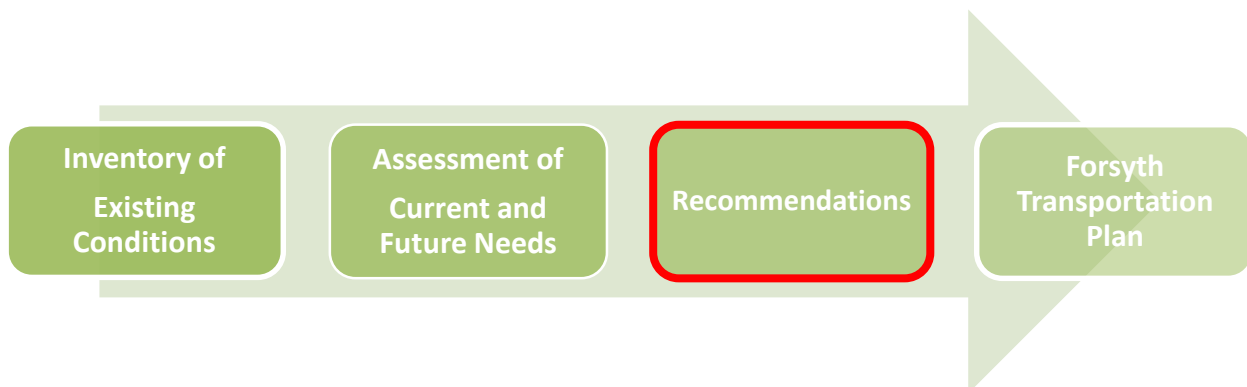 Inventory of
Existing
Conditions
Assessment of
Current and
Future Needs
Recommendations
Forsyth
Transportation
Plan